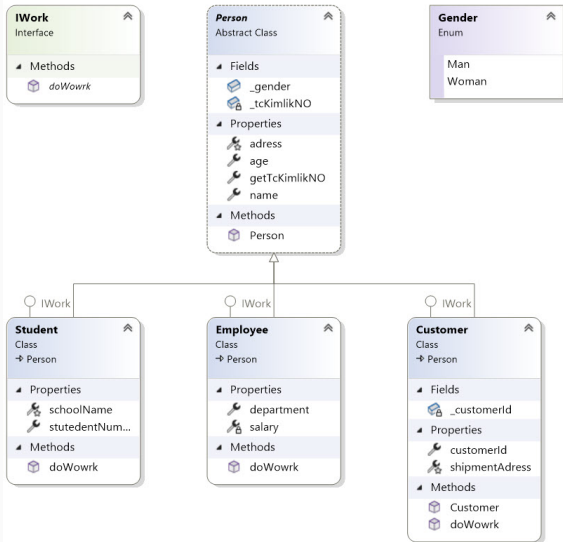 IWork
Interface
Methods
doWowrk
Person
Abstract Class
Fields
_gender
_tcKimlikNO
Properties
adress
age
getTcKimlikNO
name
Methods
Person
Gender
Enum
Man
Woman
IWork
Student
Class
Person
Properties
schoolName
stutedentNum...
Methods
doWowrk
IWork
Employee
Class
Person
Properties
department
salary
Methods
doWowrk
IWork
Customer
Class
Person
Fields
_customerId
Properties
customerId
shipmentAdress
Methods
Customer
doWowrk